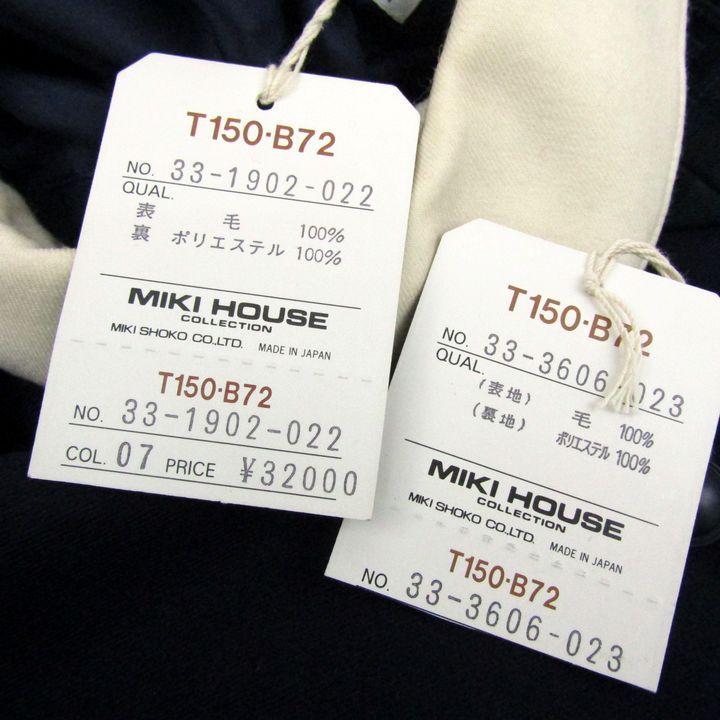 T150·B72
NO. 33-1902-022
QUAL.
表 毛 100%
裏 ポリエステル 100%
MIKI HOUSE
COLLECTION
MIKI SHOKO CO.,LTD. MADE IN JAPAN
T150-B72
NO. 33-1902-022
COL. 07 PRICE ¥32000
T150·B72
NO. 33-3606-023
QUAL.
(表地) 毛 100%
(裏地) ポリエステル 100%
MIKI HOUSE
COLLECTION
MIKI SHOKO CO.,LTD. MADE IN JAPAN
T150-B72
NO. 33-3606-023